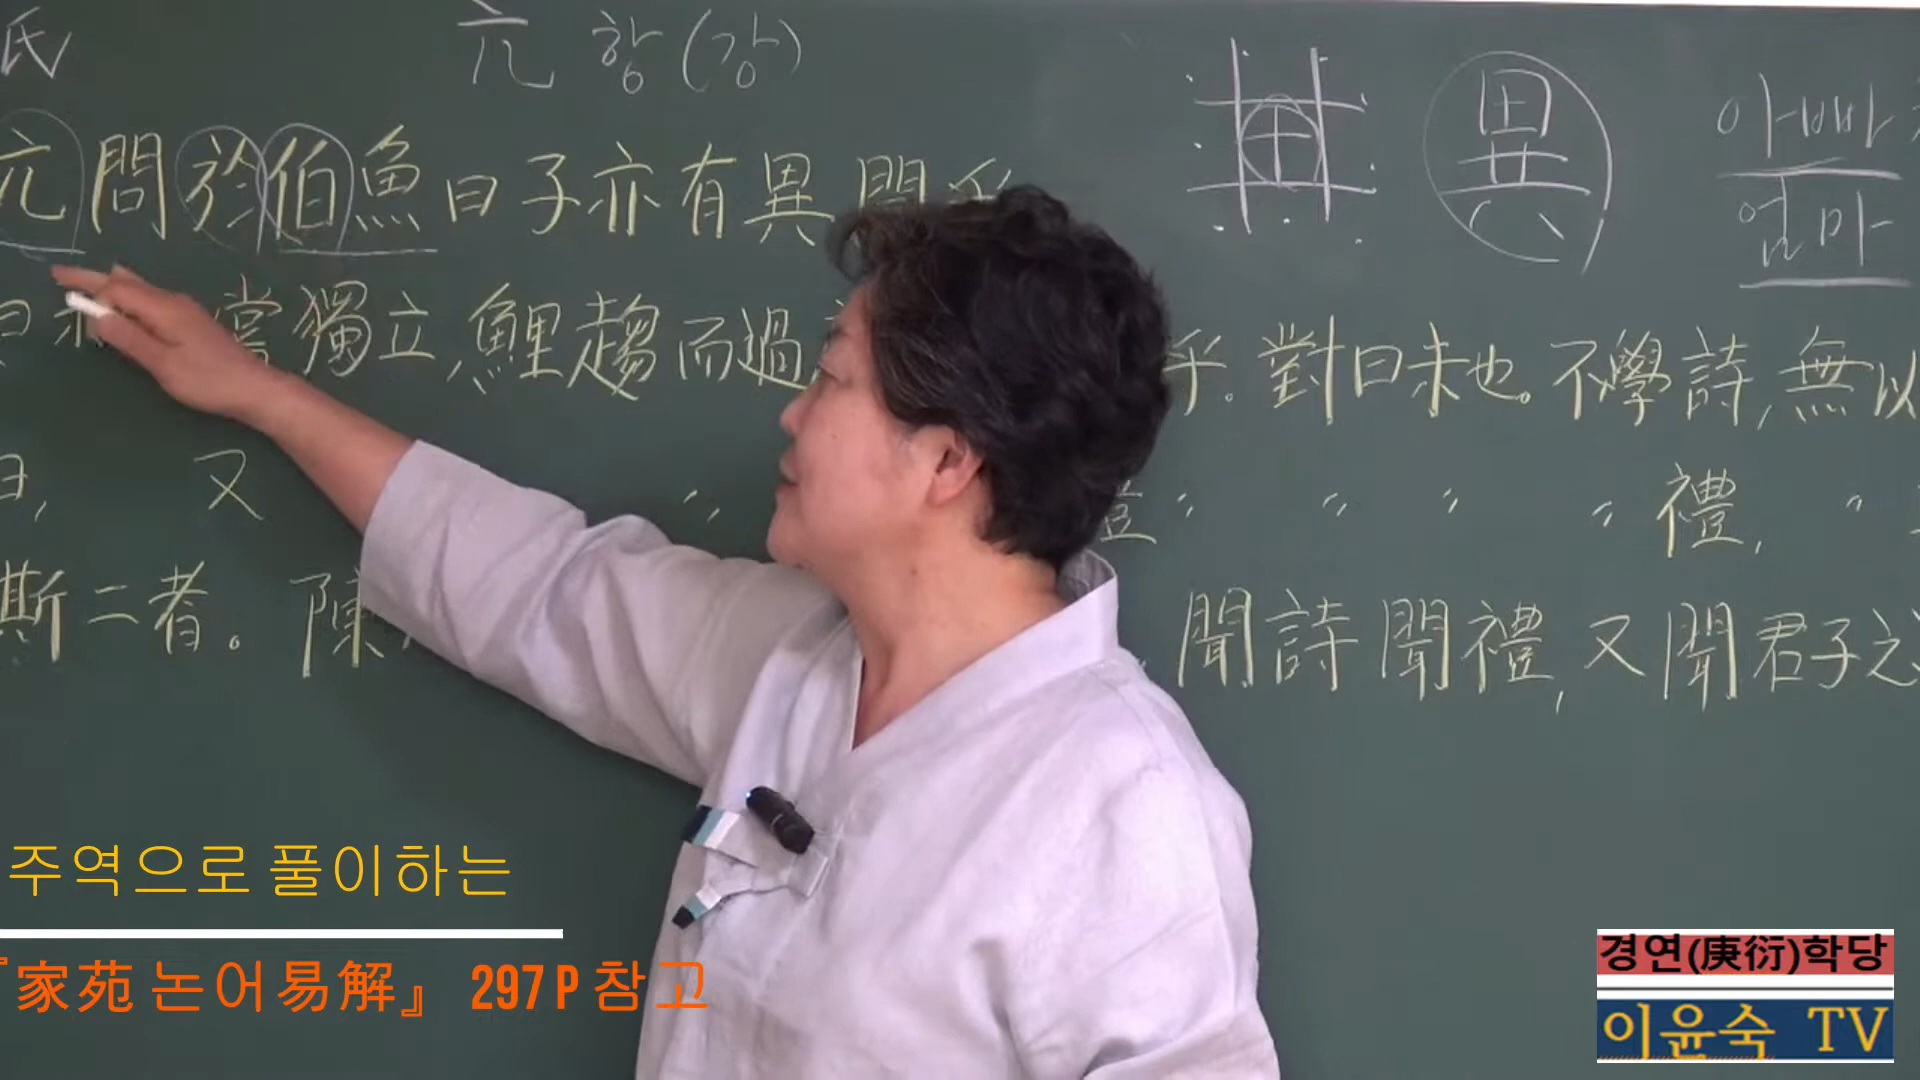 氏 亢 항(강)
異 아빠
엄마
亢問於伯魚曰子亦有異聞乎
嘗獨立,鯉趨而過 乎.對曰未也。不學詩,無以
日, 又 〃 〃 〃 〃 〃 禮, 〃
斯二者。陳 聞詩聞禮,又聞君子之
주역으로 풀이하는
『家苑 논어易解』 297 P 참고
경연(庚衍)학당
이윤숙 TV